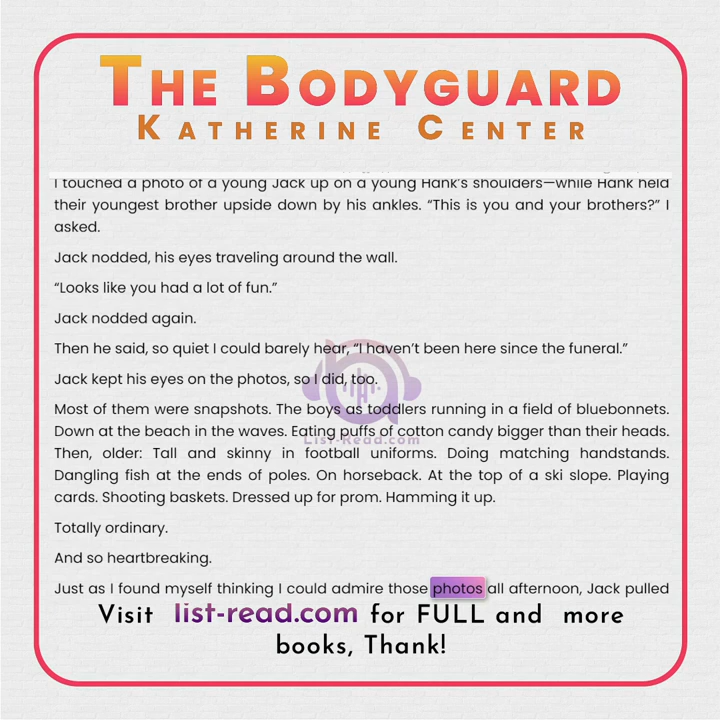 THE BODYGUARD
KATHERINE CENTER
I touched a photo of a young Jack up on a young Hank's shoulders—while Hank held
their youngest brother upside down by his ankles. “This is you and your brothers?” I
asked.
Jack nodded, his eyes traveling around the wall.
“Looks like you had a lot of fun.”
Jack nodded again.
Then he said, so quiet I could barely hear, “I haven’t been here since the funeral.”
Jack kept his eyes on the photos, so I did, too.
Most of them were snapshots. The boys as toddlers running in a field of bluebonnets.
Down at the beach in the waves. Eating puffs of cotton candy bigger than their heads.
List-Read.com
Then, older: Tall and skinny in football uniforms. Doing matching handstands.
Dangling fish at the ends of poles. On horseback. At the top of a ski slope. Playing
cards. Shooting baskets. Dressed up for prom. Hamming it up.
Totally ordinary.
And so heartbreaking.
Just as I found myself thinking I could admire those photos all afternoon, Jack pulled
Visit list-read.com for FULL and more
books, Thank!